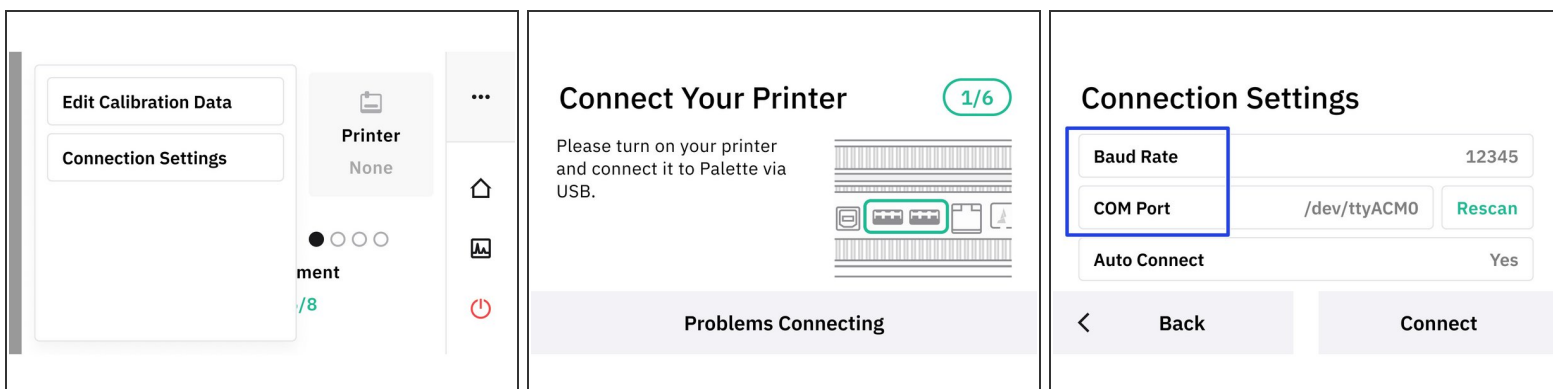 Edit Calibration Data
Connection Settings
Printer
None
ment
/8
Connect Your Printer
1/6
Please turn on your printer
and connect it to Palette via
USB.
Problems Connecting
Connection Settings
Baud Rate 12345
COM Port /dev/ttyACM0 Rescan
Auto Connect Yes
Back Connect